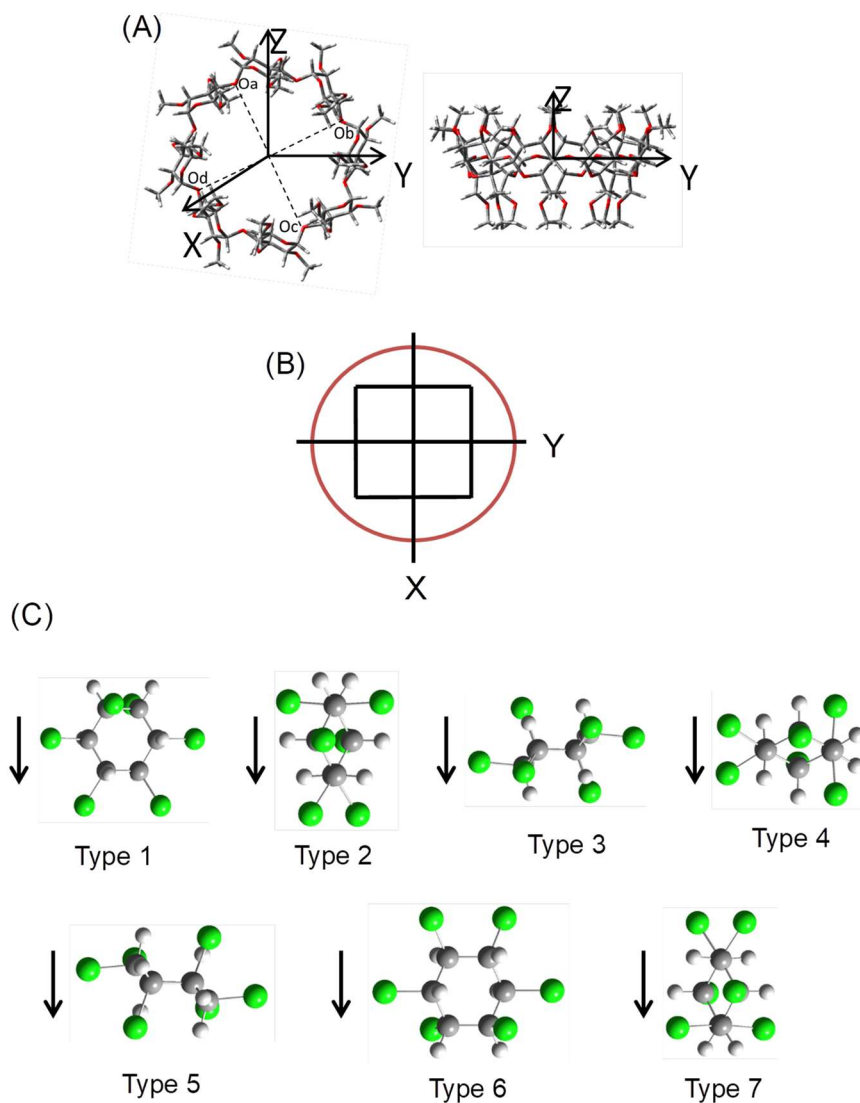 (A)
Z
Oa
Ob
Y
Od
Oc
X
Z
Y
(B)
Y
X
(C)
Type 1
Type 2
Type 3
Type 4
Type 5
Type 6
Type 7